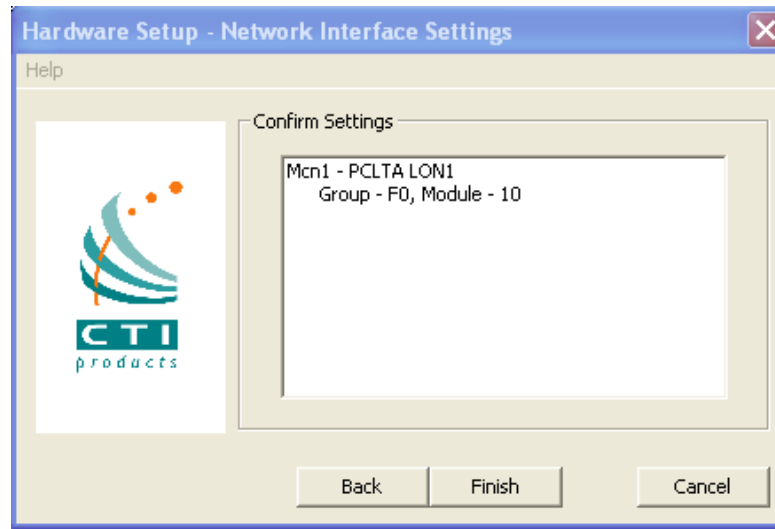 Hardware Setup - Network Interface Settings
Help
Confirm Settings
Mcn1 - PCLTA LON1
Group - F0, Module - 10
CTI
products
Back
Finish
Cancel